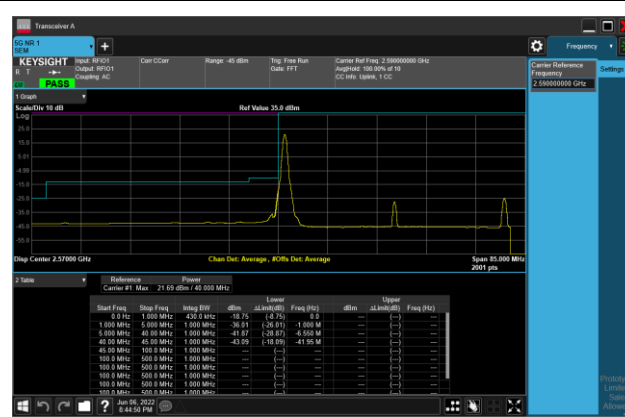 Transceiver A
5G NR 1
SEM
Frequency
KEYSIGHT
R T
PASS
Input: RFIO1
Output: RFIO1
Coupling: AC
Corr CCorr
Range: -45 dBm
Trig: Free Run
Gate: FFT
Carrier Ref Freq: 2.590000000 GHz
Avg|Hold: 100.00% of 10
CC Info: Uplink, 1 CC
Carrier Reference
Frequency
2.590000000 GHz
Settings
1 Graph
Scale/Div 10 dB
Ref Value 35.0 dBm
Log
25.0
15.0
5.01
-4.99
-15.0
-25.0
-35.0
-45.0
-55.0
Disp Center 2.57000 GHz
Chan Det: Average , #Offs Det: Average
Span 85.000 MHz
2001 pts
2 Table
Reference Power
Carrier #1 Max 21.69 dBm / 40.000 MHz
Lower Upper
Start Freq Stop Freq Integ BW dBm ΔLimit(dB) Freq (Hz) dBm ΔLimit(dB) Freq (Hz)
0.0 Hz 1.000 MHz 430.0 kHz -18.75 (-8.75) 0.0 --- (---) ---
1.000 MHz 5.000 MHz 1.000 MHz -36.01 (-26.01) -1.000 M --- (---) ---
5.000 MHz 40.00 MHz 1.000 MHz -41.87 (-28.87) -6.550 M --- (---) ---
40.00 MHz 45.00 MHz 1.000 MHz -43.09 (-18.09) -41.95 M --- (---) ---
45.00 MHz 100.0 MHz 1.000 MHz --- (---) --- --- (---) ---
100.0 MHz 500.0 MHz 1.000 MHz --- (---) --- --- (---) ---
100.0 MHz 500.0 MHz 1.000 MHz --- (---) --- --- (---) ---
100.0 MHz 500.0 MHz 1.000 MHz --- (---) --- --- (---) ---
100.0 MHz 500.0 MHz 1.000 MHz --- (---) --- --- (---) ---
100.0 MHz 500.0 MHz 1.000 MHz --- (---) --- --- (---) ---
Prototy
Limite
Sale
Allowe
?
Jun 06, 2022
8:44:50 PM